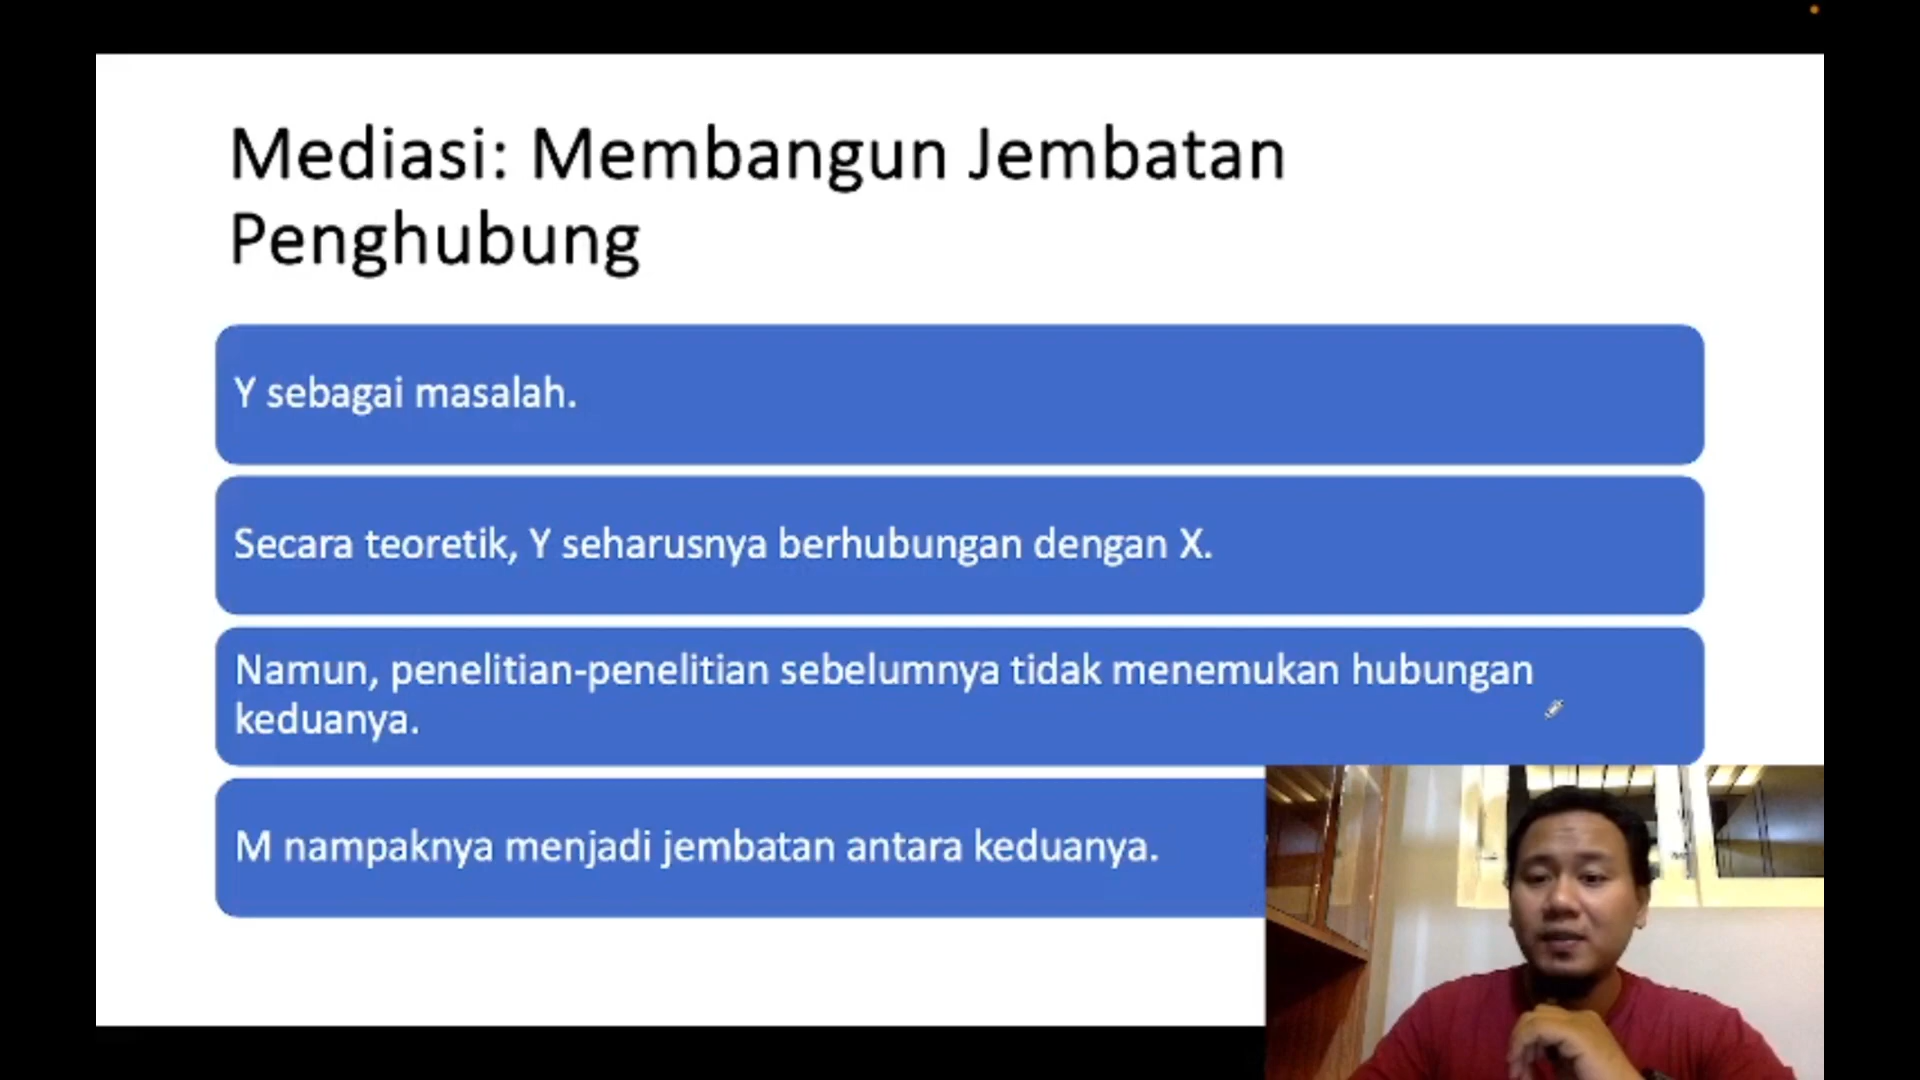 Mediasi: Membangun Jembatan
Penghubung
Y sebagai masalah.
Secara teoretik, Y seharusnya berhubungan dengan X.
Namun, penelitian-penelitian sebelumnya tidak menemukan hubungan
keduanya.
M nampaknya menjadi jembatan antara keduanya.